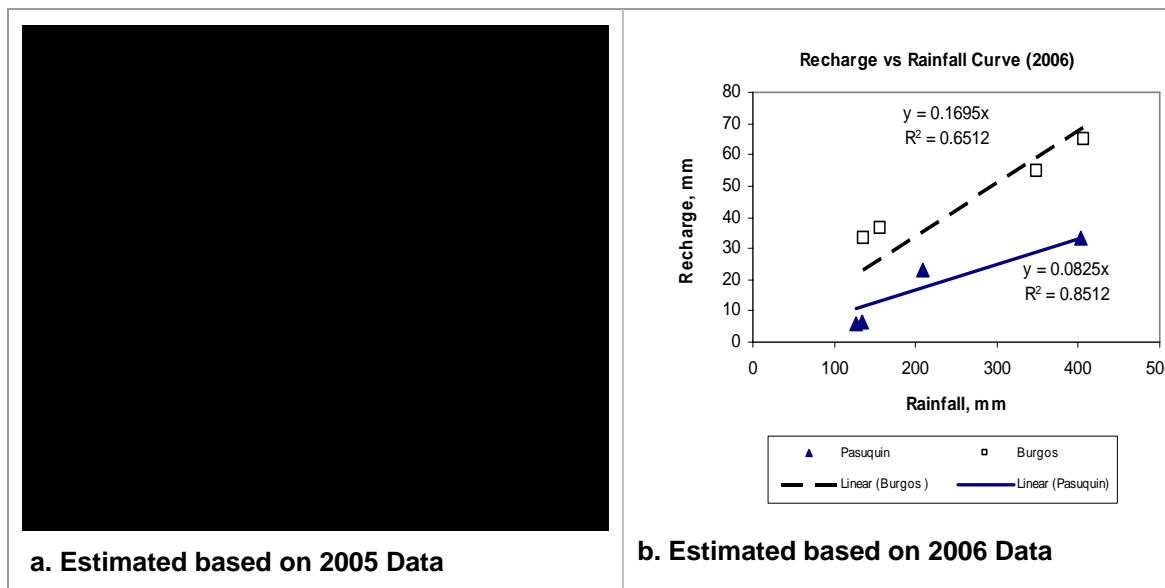 a. Estimated based on 2005 Data
Recharge vs Rainfall Curve (2006)
Recharge, mm
80
70
60
50
40
30
20
10
0
y = 0.1695x
R² = 0.6512
y = 0.0825x
R² = 0.8512
0 100 200 300 400 50
Rainfall, mm
Pasuquin Burgos
Linear (Burgos ) Linear (Pasuquin)
b. Estimated based on 2006 Data